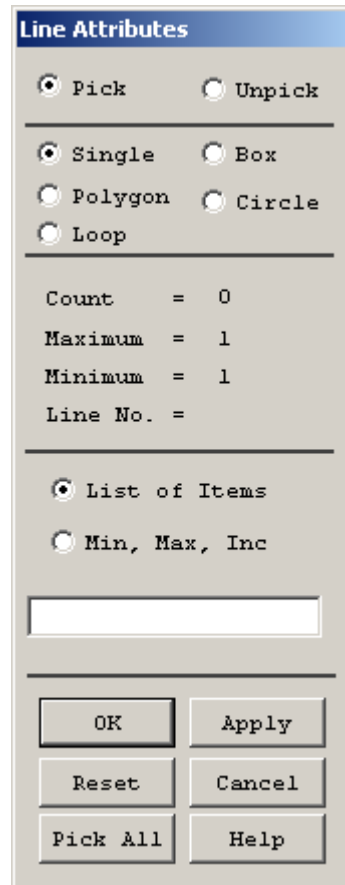 Line Attributes
Pick Unpick
Single Box
Polygon Circle
Loop
Count = 0
Maximum = 1
Minimum = 1
Line No. =
List of Items
Min, Max, Inc
OK Apply
Reset Cancel
Pick All Help